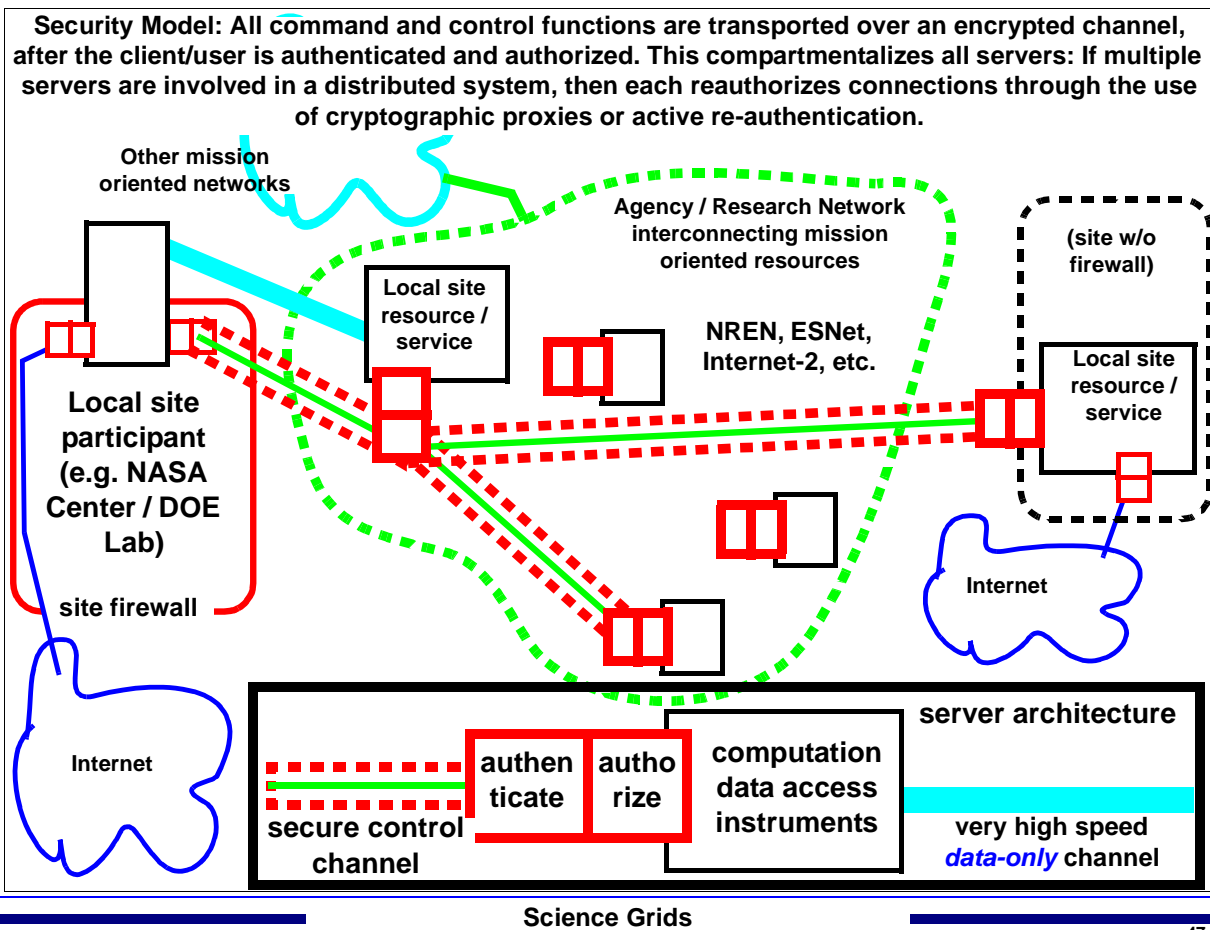 Security Model: All command and control functions are transported over an encrypted channel,
after the client/user is authenticated and authorized. This compartmentalizes all servers: If multiple
servers are involved in a distributed system, then each reauthorizes connections through the use
of cryptographic proxies or active re-authentication.
Other mission
oriented networks
Agency / Research Network
interconnecting mission
oriented resources
(site w/o
firewall)
Local site
resource /
service
NREN, ESNet,
Internet-2, etc.
Local site
resource /
service
Local site
participant
(e.g. NASA
Center / DOE
Lab)
site firewall
Internet
Internet
server architecture
authen
ticate
autho
rize
computation
data access
instruments
secure control
channel
very high speed
data-only channel
Science Grids